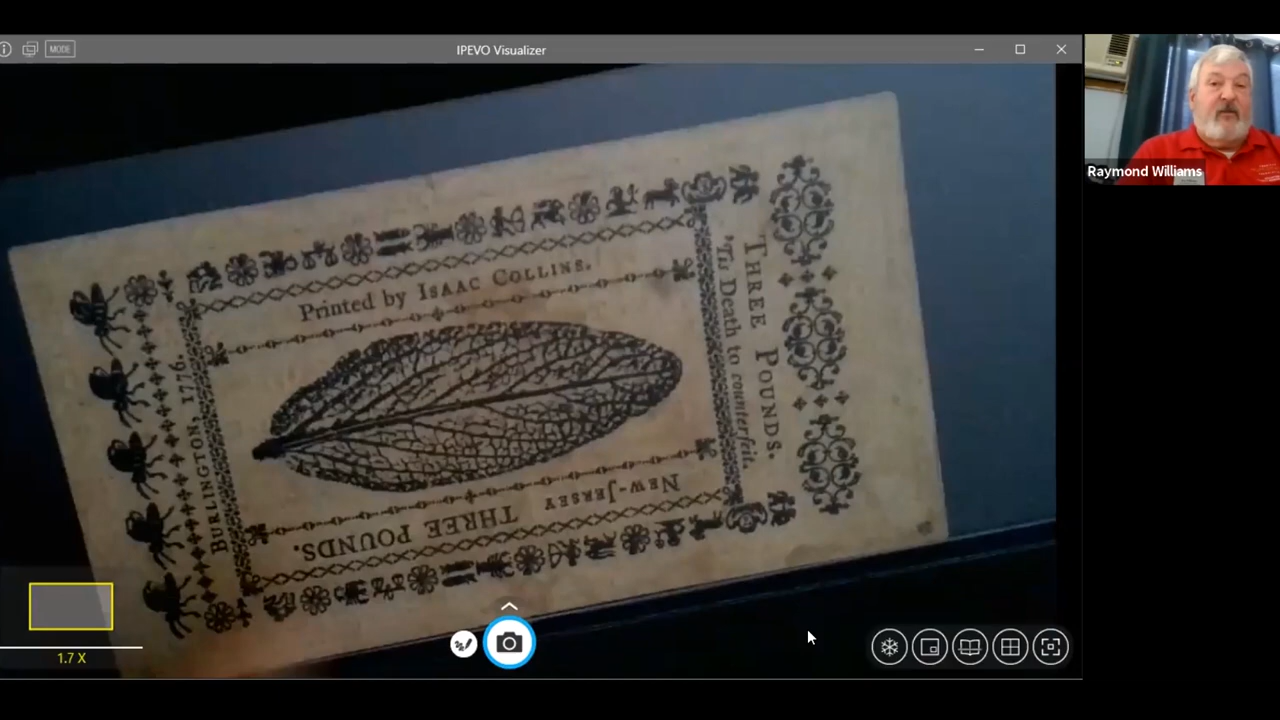 MODE
IPEVO Visualizer
Raymond Williams
THREE POUNDS.
'Tis Death to counterfeit.
Printed by ISAAC COLLINS.
NEW-JERSEY
THREE POUNDS.
BURLINGTON, 1776.
1.7 X